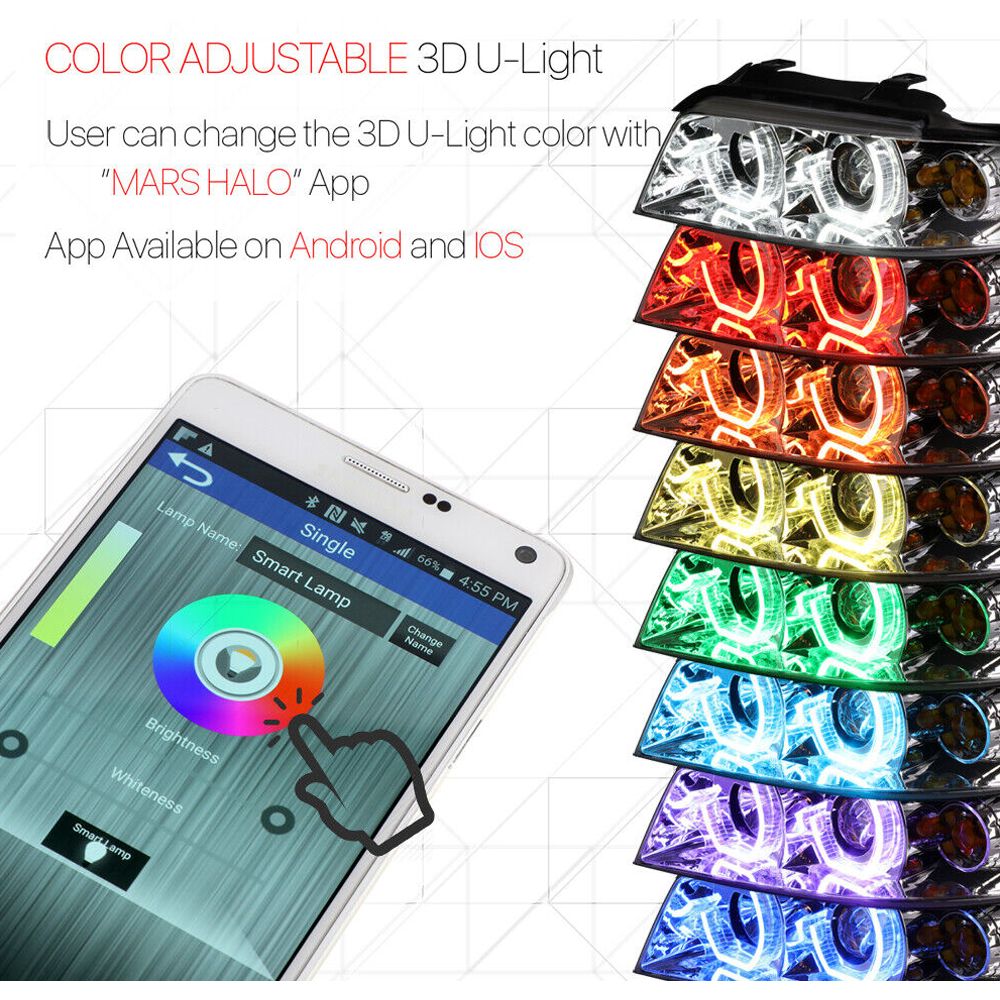 COLOR ADJUSTABLE 3D U-Light
User can change the 3D U-Light color with
"MARS HALO" App
App Available on Android and IOS
66% 4:55 PM
Single
Lamp Name:
Smart Lamp
Change
Name
Brightness
Whiteness
Smart Lamp